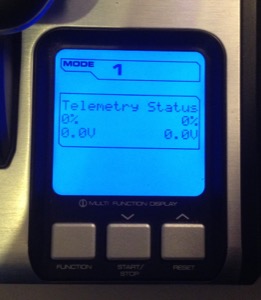 MODE 1
Telemetry Status
0% 0%
0.0V 0.0V
MULTI FUNCTION DISPLAY
FUNCTION START/ RESET
STOP